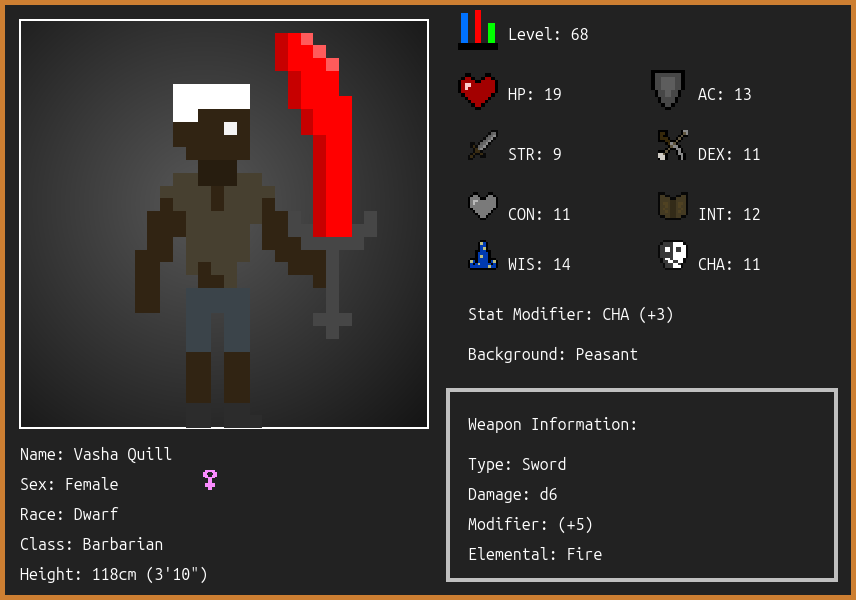 Level: 68
HP: 19
AC: 13
STR: 9
DEX: 11
CON: 11
INT: 12
WIS: 14
CHA: 11
Stat Modifier: CHA (+3)
Background: Peasant
Weapon Information:
Type: Sword
Damage: d6
Modifier: (+5)
Elemental: Fire
Name: Vasha Quill
Sex: Female
Race: Dwarf
Class: Barbarian
Height: 118cm (3'10")